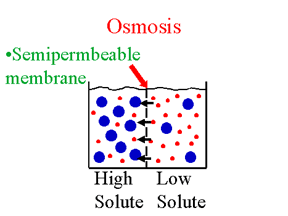 Osmosis
•Semipermbeable
membrane
High Low
Solute Solute